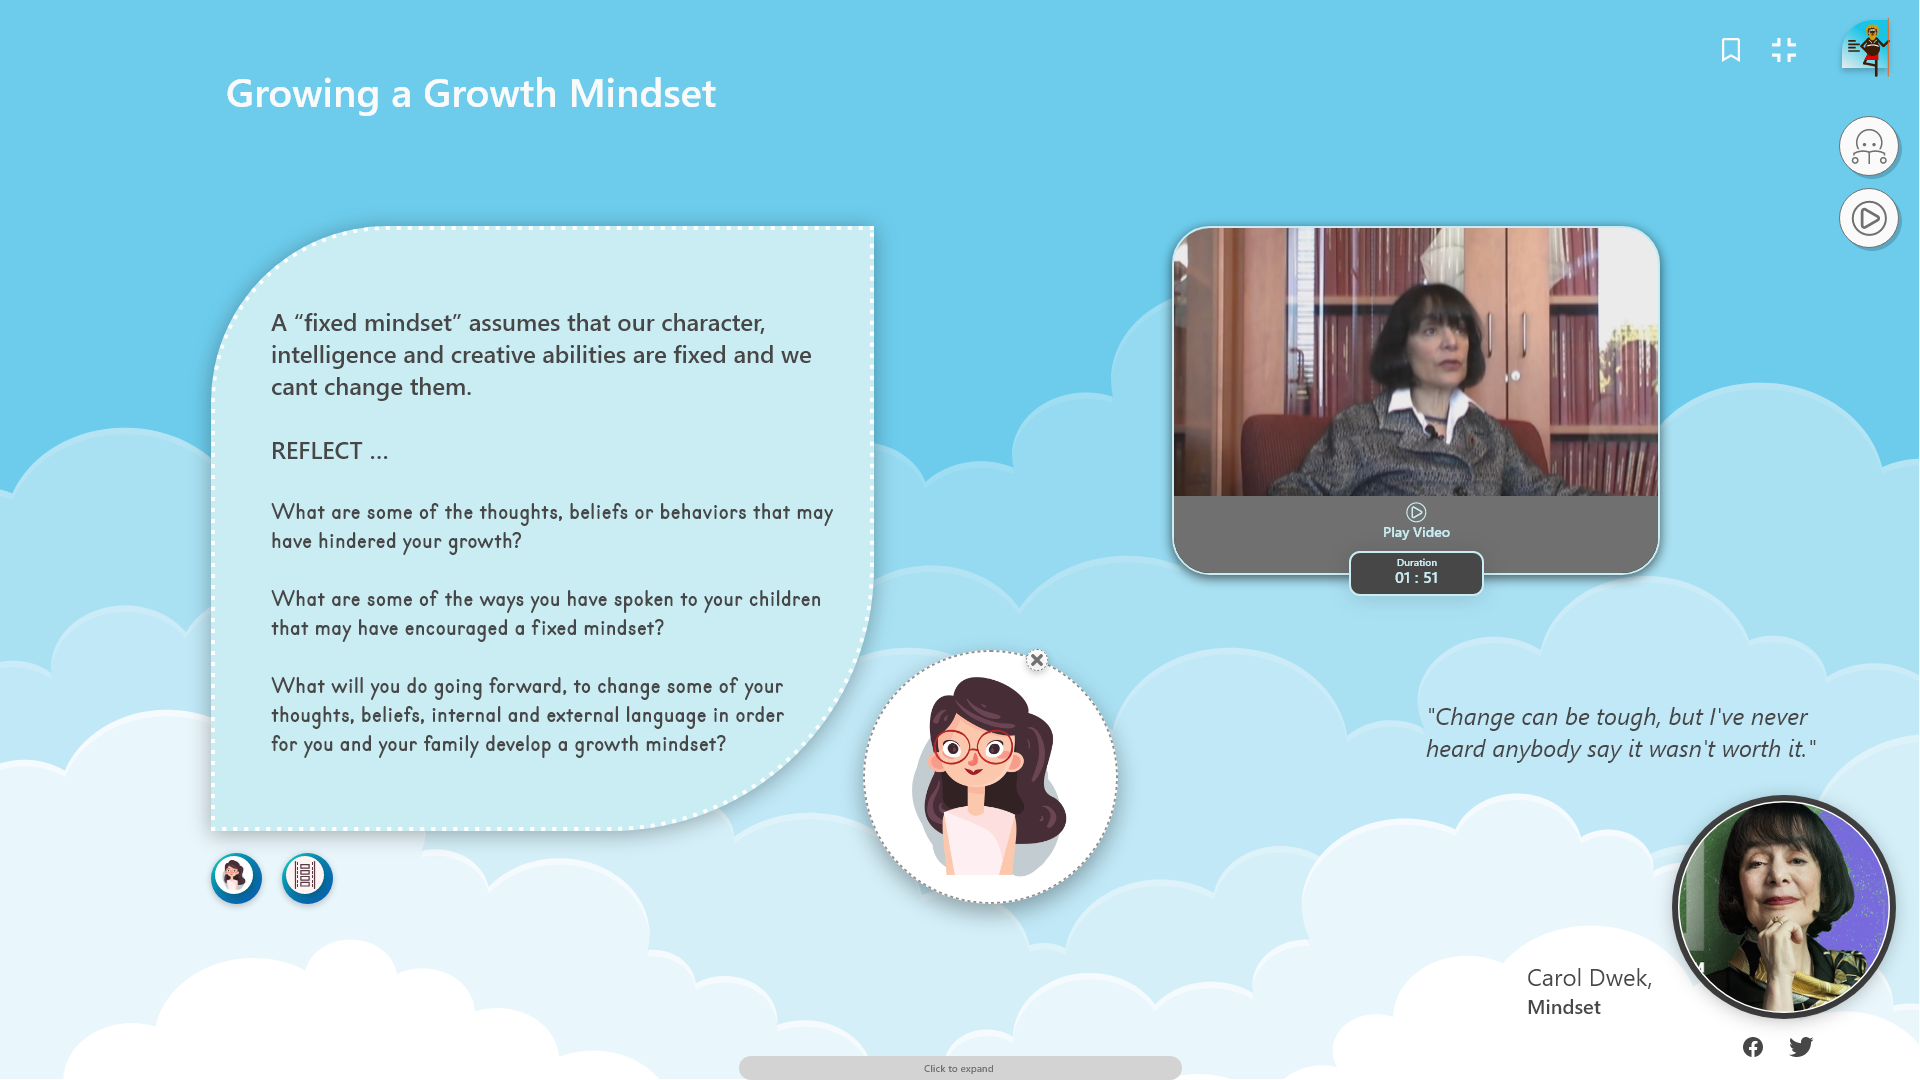 Growing a Growth Mindset
A “fixed mindset” assumes that our character,
intelligence and creative abilities are fixed and we
cant change them.
REFLECT ...
What are some of the thoughts, beliefs or behaviors that may
have hindered your growth?
What are some of the ways you have spoken to your children
that may have encouraged a fixed mindset?
What will you do going forward, to change some of your
thoughts, beliefs, internal and external language in order
for you and your family develop a growth mindset?
Play Video
Duration
01 : 51
"Change can be tough, but I've never
heard anybody say it wasn't worth it."
Carol Dwek,
Mindset
Click to expand